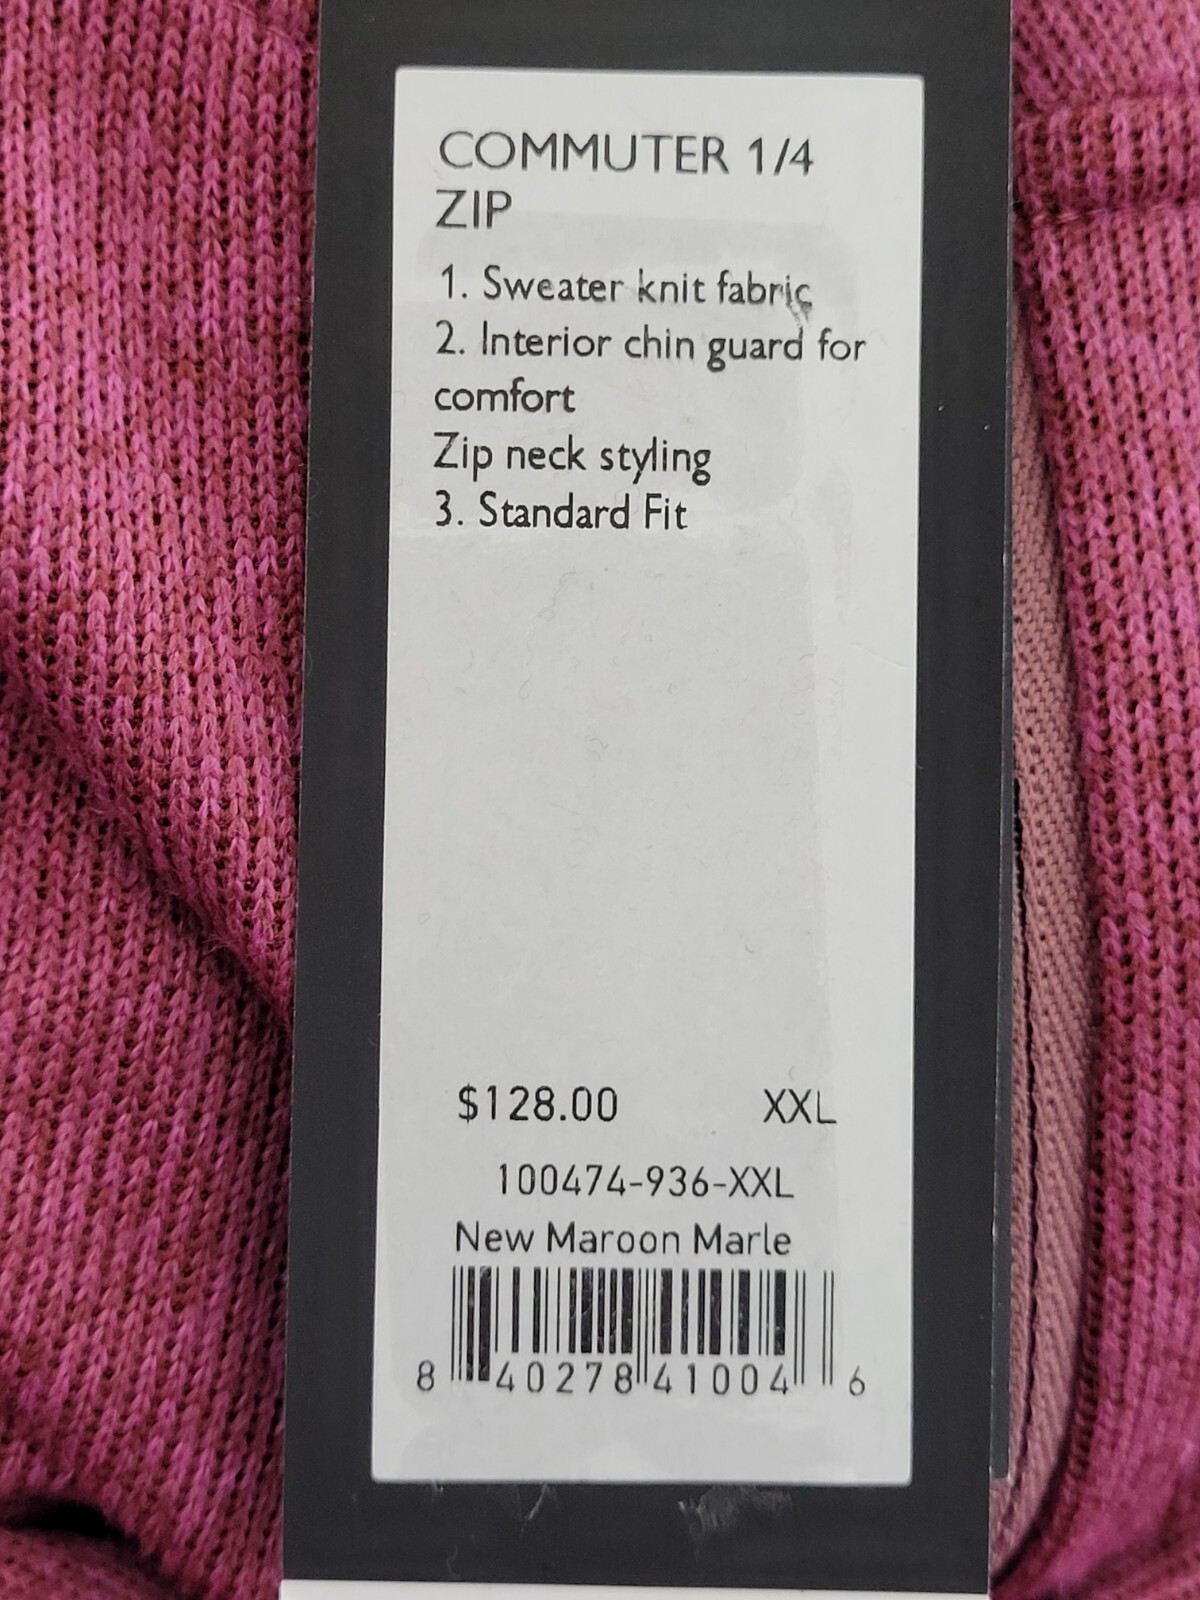 COMMUTER 1/4
ZIP
1. Sweater knit fabric
2. Interior chin guard for
comfort
Zip neck styling
3. Standard Fit
$128.00 XXL
100474-936-XXL
New Maroon Marle
8 40278 41004 6